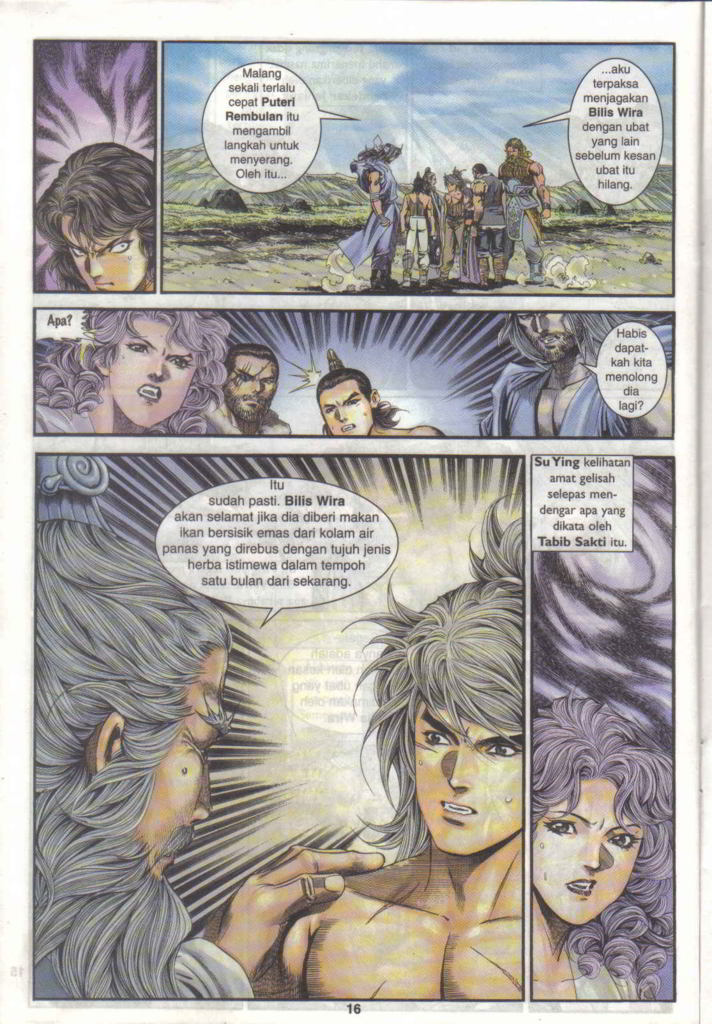 Malang
sekali terlalu
cepat Puteri
Rembulan itu
mengambil
langkah untuk
menyerang.
Oleh itu...
...aku
terpaksa
menjagakan
Bilis Wira
dengan ubat
yang lain
sebelum kesan
ubat itu
hilang.
Apa?
Habis
dapat-
kah kita
menolong
dia
lagi?
Itu
sudah pasti. Bilis Wira
akan selamat jika dia diberi makan
ikan bersisik emas dari kolam air
panas yang direbus dengan tujuh jenis
herba istimewa dalam tempoh
satu bulan dari sekarang.
Su Ying kelihatan
amat gelisah
selepas men-
dengar apa yang
dikata oleh
Tabib Sakti itu.
16